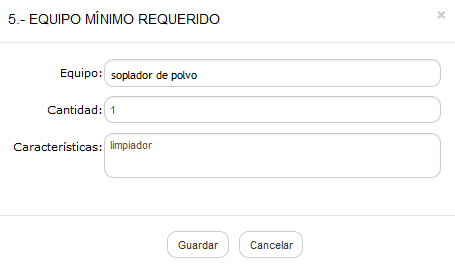 5.- EQUIPO MÍNIMO REQUERIDO ×
Equipo: soplador de polvo
Cantidad: 1
Características: limpiador
Guardar Cancelar